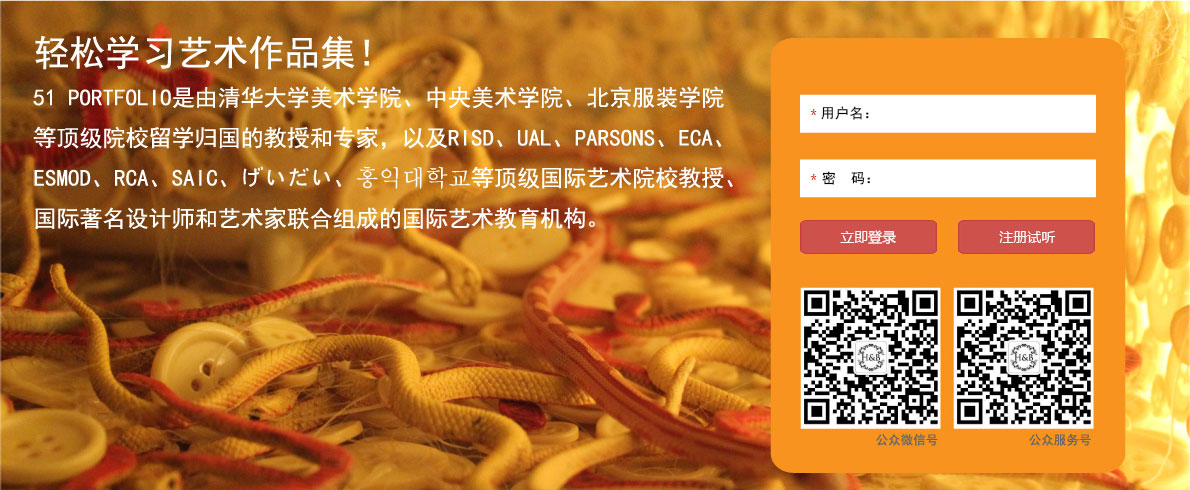 轻松学习艺术作品集！
51 PORTFOLIO是由清华大学美术学院、中央美术学院、北京服装学院
等顶级院校留学归国的教授和专家，以及RISD、UAL、PARSONS、ECA、
ESMOD、RCA、SAIC、げいだい、홍익대학교等顶级国际艺术院校教授、
国际著名设计师和艺术家联合组成的国际艺术教育机构。
* 用户名：
* 密 码：
立即登录 注册试听
H&B H&B
公众微信号 公众服务号